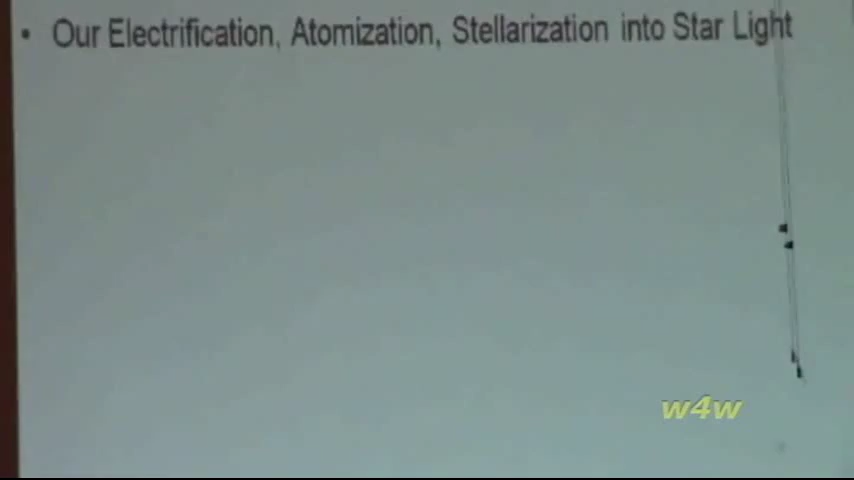 • Our Electrification, Atomization, Stellarization into Star Light
w4w